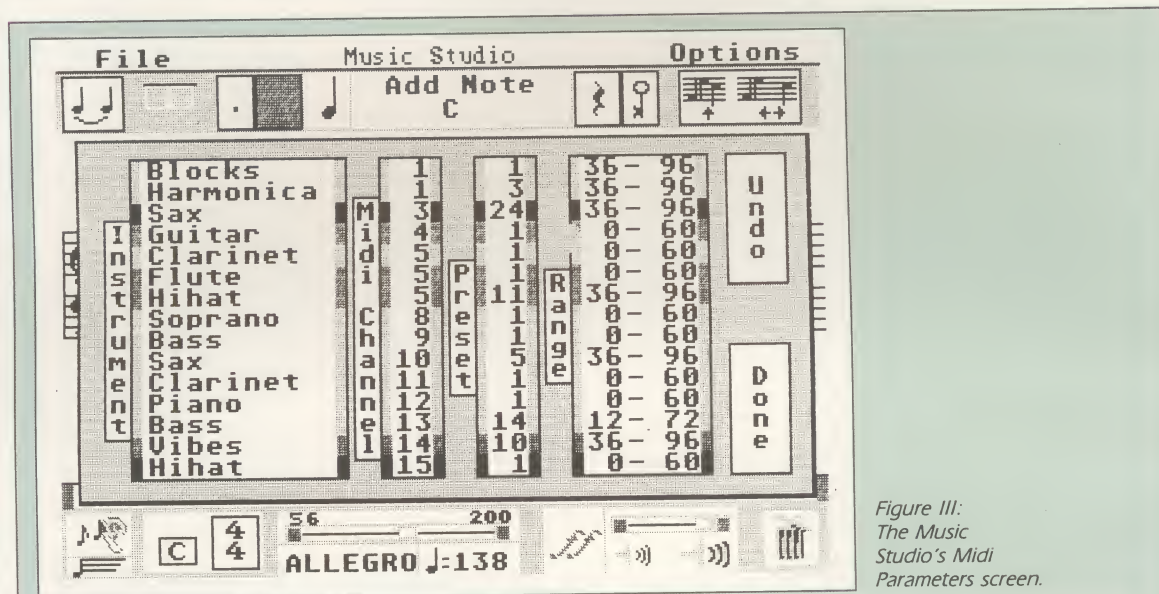 File Music Studio Options
Add Note
C
Instrument
Midi Channel
Preset
Range
Blocks 1 1 36- 96
Harmonica 1 3 36- 96
Sax 3 24 36- 96
Guitar 4 1 0- 60
Clarinet 5 1 0- 60
Flute 5 1 0- 60
Hihat 5 11 36- 96
Soprano 8 1 0- 60
Bass 9 1 0- 60
Sax 10 5 36- 96
Clarinet 11 1 0- 60
Piano 12 1 0- 60
Bass 13 14 12- 72
Vibes 14 10 36- 96
Hihat 15 1 0- 60
Undo
Done
C
4
4
56 200
ALLEGRO ♩=138
Figure III:
The Music
Studio's Midi
Parameters screen.